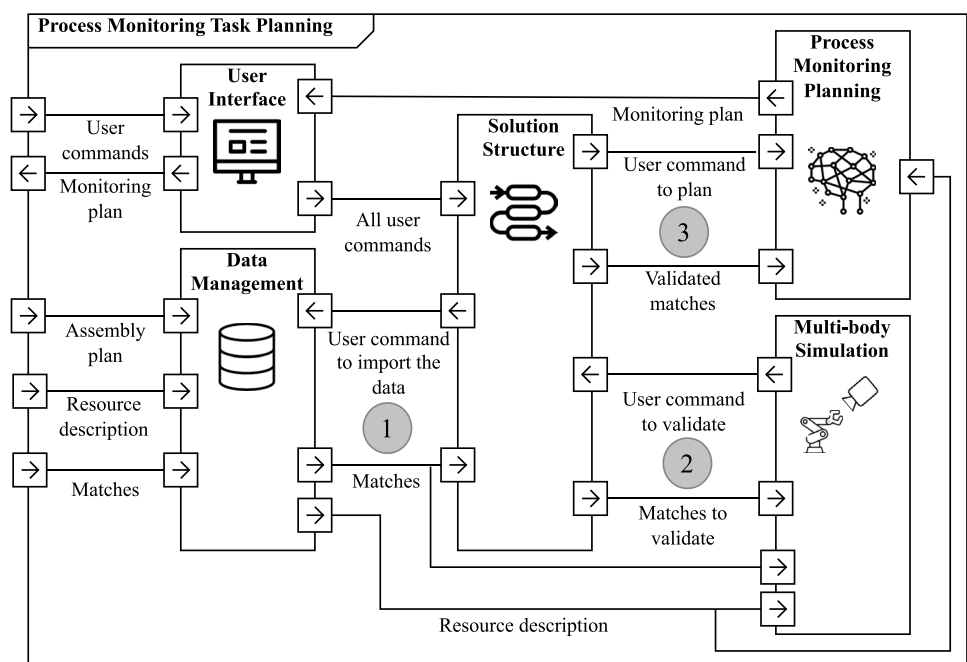 Process Monitoring Task Planning
User
Interface
Process
Monitoring
Planning
Monitoring plan
User
commands
Monitoring
plan
Solution
Structure
User command
to plan
All user
commands
3
Validated
matches
Data
Management
Assembly
plan
User command
to import the
data
1
Multi-body
Simulation
User command
to validate
2
Resource
description
Matches
Matches
Matches to
validate
Resource description